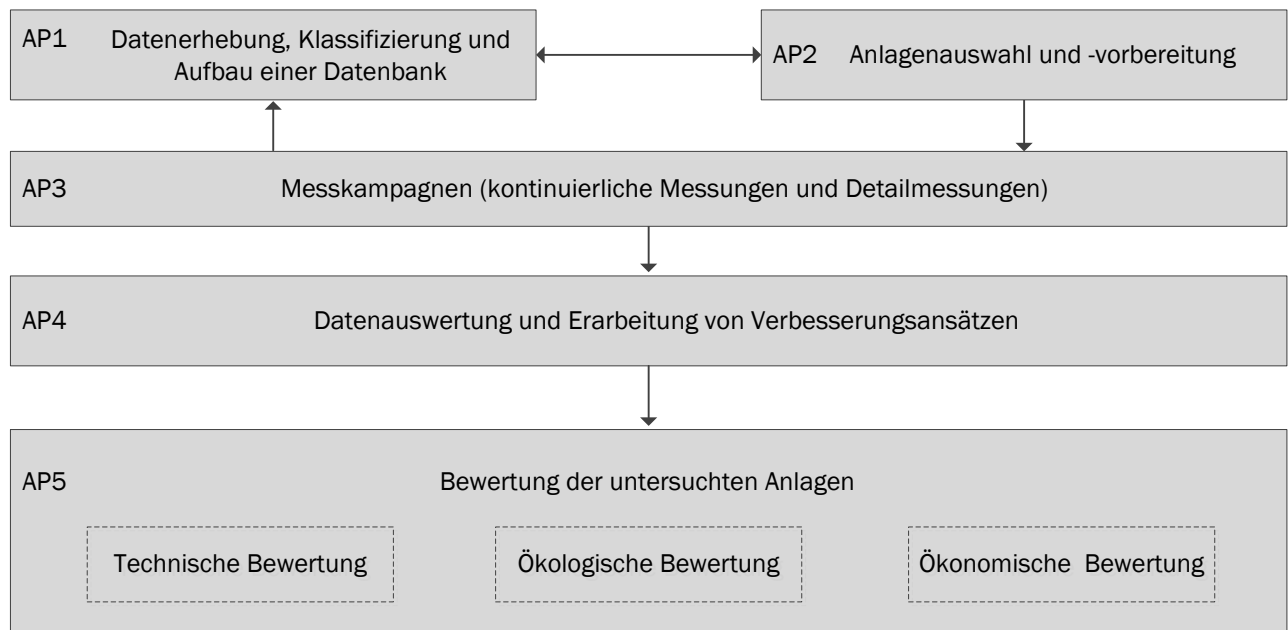 AP1 Datenerhebung, Klassifizierung und
Aufbau einer Datenbank
AP2 Anlagenauswahl und -vorbereitung
AP3 Messkampagnen (kontinuierliche Messungen und Detailmessungen)
AP4 Datenauswertung und Erarbeitung von Verbesserungsansätzen
AP5 Bewertung der untersuchten Anlagen
Technische Bewertung
Ökologische Bewertung
Ökonomische Bewertung